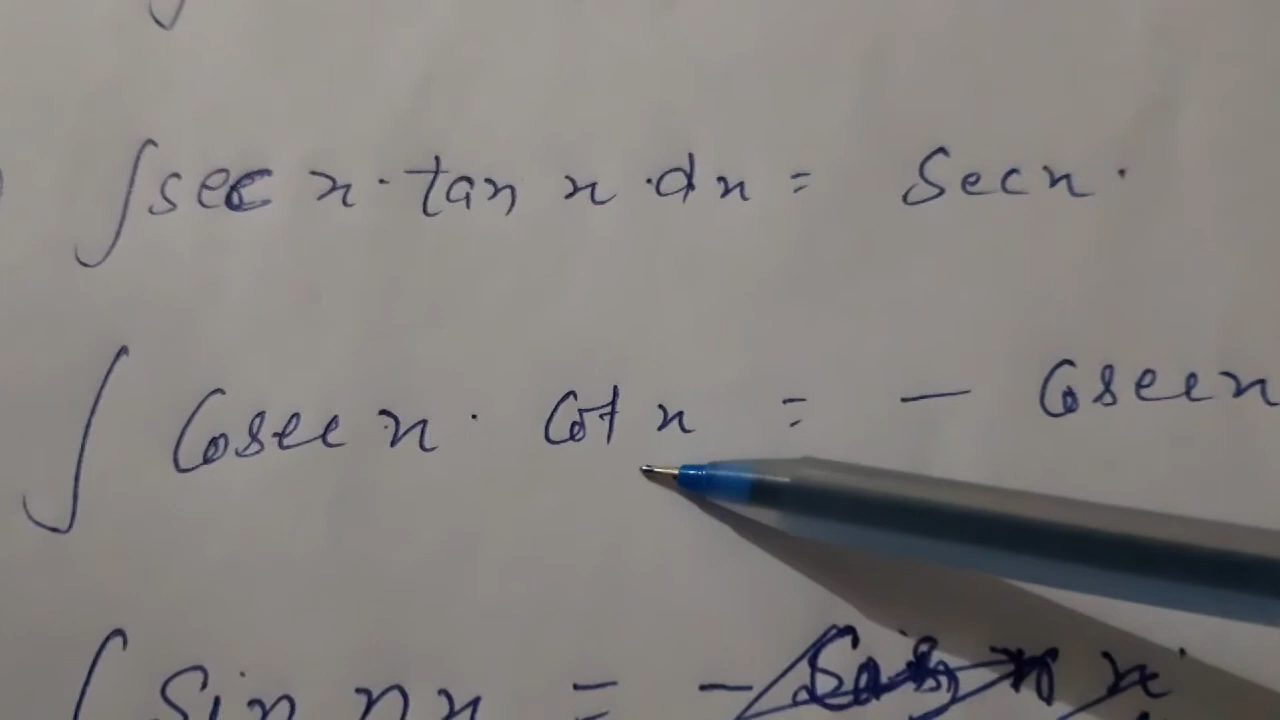 ∫ sec x · tan x · dx = Sec x ·
∫ Cosec x · Cot x = - Cosec x
∫ Sin nx = -